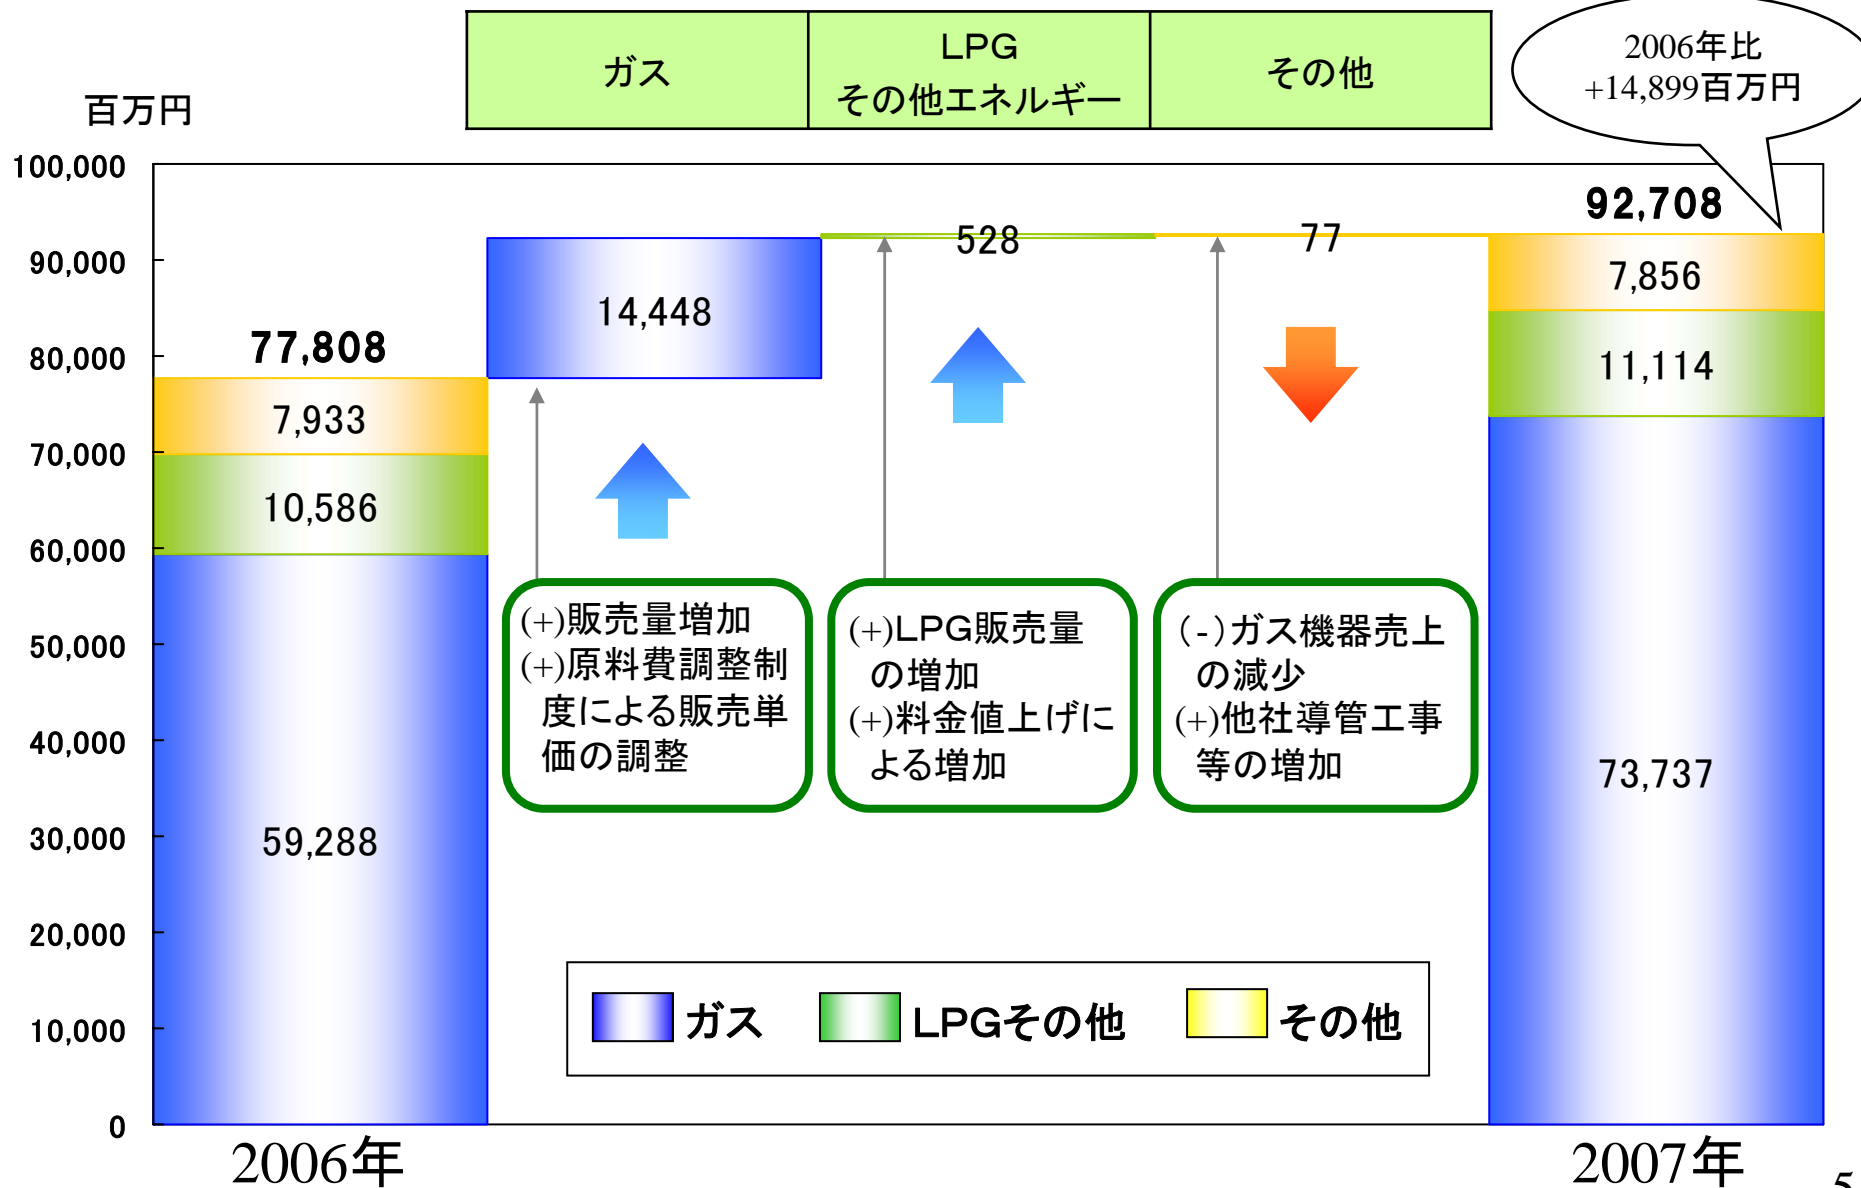 ガス
LPG
その他エネルギー
その他
2006年比
+14,899百万円
百万円
100,000
90,000
80,000
70,000
60,000
50,000
40,000
30,000
20,000
10,000
0
77,808
7,933
10,586
59,288
14,448
528
77
92,708
7,856
11,114
73,737
(+)販売量増加
(+)原料費調整制
度による販売単
価の調整
(+)LPG販売量
の増加
(+)料金値上げに
よる増加
(-)ガス機器売上
の減少
(+)他社導管工事
等の増加
ガス
LPGその他
その他
2006年
2007年
5